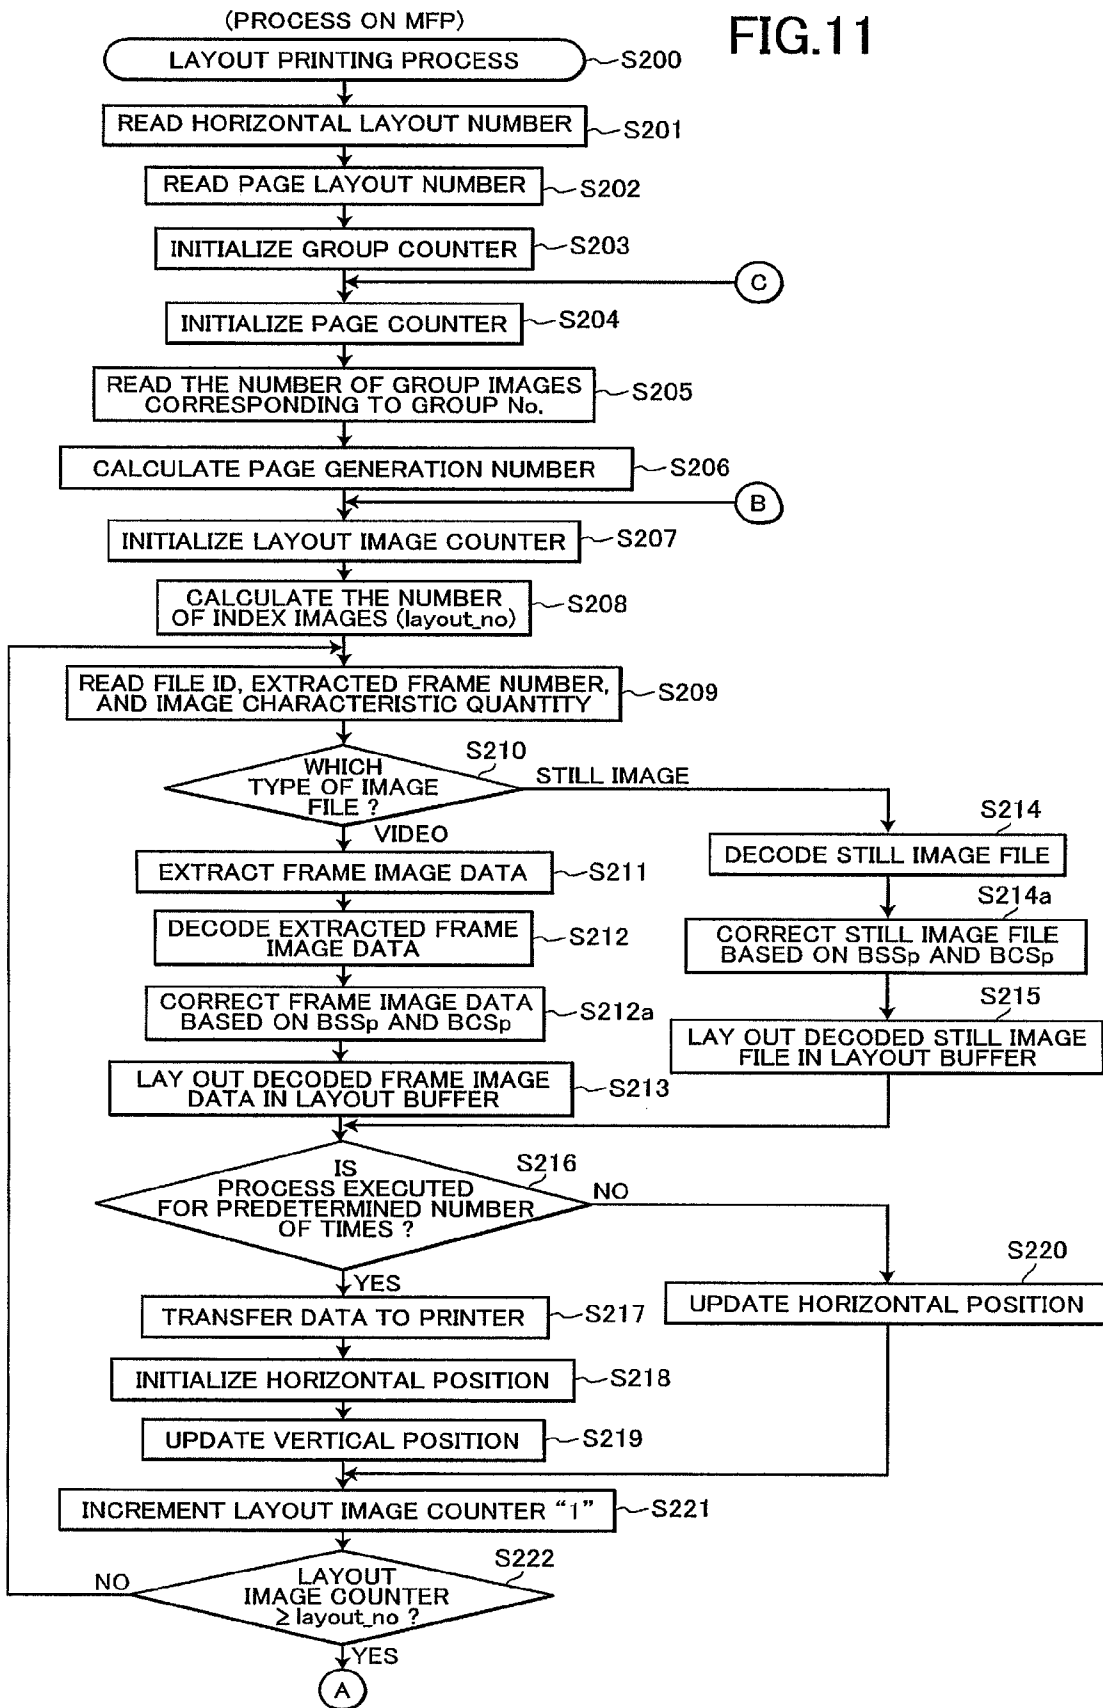 (PROCESS ON MFP)
FIG.11
LAYOUT PRINTING PROCESS
S200
READ HORIZONTAL LAYOUT NUMBER
S201
READ PAGE LAYOUT NUMBER
S202
INITIALIZE GROUP COUNTER
S203
C
INITIALIZE PAGE COUNTER
S204
READ THE NUMBER OF GROUP IMAGES
CORRESPONDING TO GROUP No.
S205
CALCULATE PAGE GENERATION NUMBER
S206
B
INITIALIZE LAYOUT IMAGE COUNTER
S207
CALCULATE THE NUMBER
OF INDEX IMAGES (layout_no)
S208
READ FILE ID, EXTRACTED FRAME NUMBER,
AND IMAGE CHARACTERISTIC QUANTITY
S209
S210
WHICH
TYPE OF IMAGE
FILE ?
STILL IMAGE
VIDEO
S214
DECODE STILL IMAGE FILE
EXTRACT FRAME IMAGE DATA
S211
S214a
CORRECT STILL IMAGE FILE
BASED ON BSSp AND BCSp
DECODE EXTRACTED FRAME
IMAGE DATA
S212
S215
LAY OUT DECODED STILL IMAGE
FILE IN LAYOUT BUFFER
CORRECT FRAME IMAGE DATA
BASED ON BSSp AND BCSp
S212a
LAY OUT DECODED FRAME IMAGE
DATA IN LAYOUT BUFFER
S213
S216
IS
PROCESS EXECUTED
FOR PREDETERMINED NUMBER
OF TIMES ?
NO
YES
S220
UPDATE HORIZONTAL POSITION
TRANSFER DATA TO PRINTER
S217
INITIALIZE HORIZONTAL POSITION
S218
UPDATE VERTICAL POSITION
S219
INCREMENT LAYOUT IMAGE COUNTER “1”
S221
S222
LAYOUT
IMAGE COUNTER
≥ layout_no ?
NO
YES
A